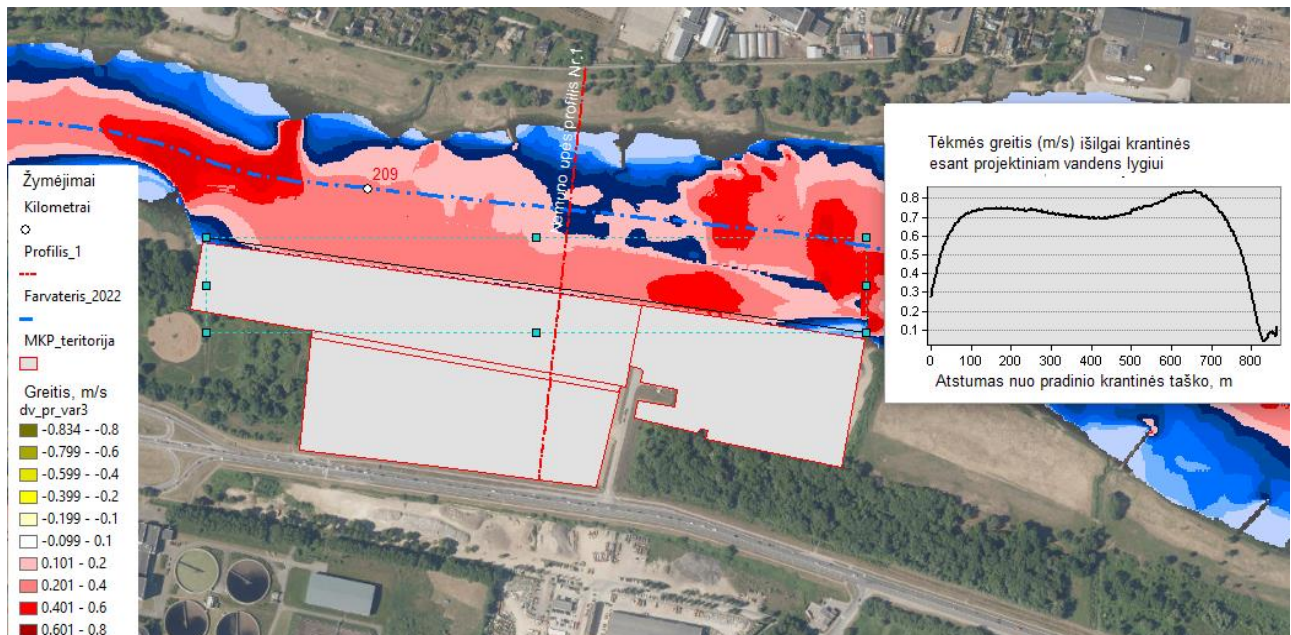 Nemuno upės profilis Nr.1
209
Žymėjimai
Kilometrai
Profilis_1
Farvateris_2022
MKP_teritorija
Greitis, m/s
dv_pr_var3
-0.834 - -0.8
-0.799 - -0.6
-0.599 - -0.4
-0.399 - -0.2
-0.199 - -0.1
-0.099 - 0.1
0.101 - 0.2
0.201 - 0.4
0.401 - 0.6
0.601 - 0.8
Tėkmės greitis (m/s) išilgai krantinės
esant projektiniam vandens lygiui
0.8
0.7
0.6
0.5
0.4
0.3
0.2
0.1
0 100 200 300 400 500 600 700 800
Atstumas nuo pradinio krantinės taško, m